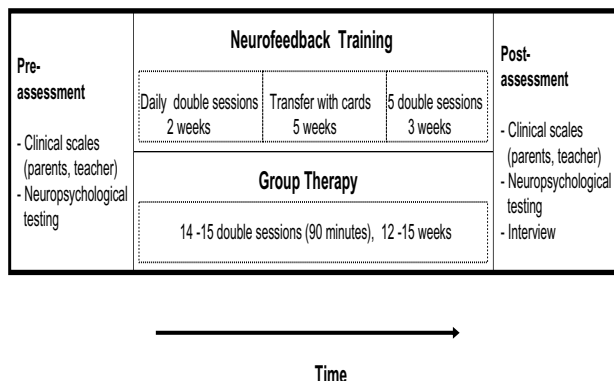 Pre-
assessment
- Clinical scales
(parents, teacher)
- Neuropsychological
testing
Neurofeedback Training
Daily double sessions
2 weeks
Transfer with cards
5 weeks
5 double sessions
3 weeks
Group Therapy
14 -15 double sessions (90 minutes), 12 -15 weeks
Post-
assessment
- Clinical scales
(parents, teacher)
- Neuropsychological
testing
- Interview
Time